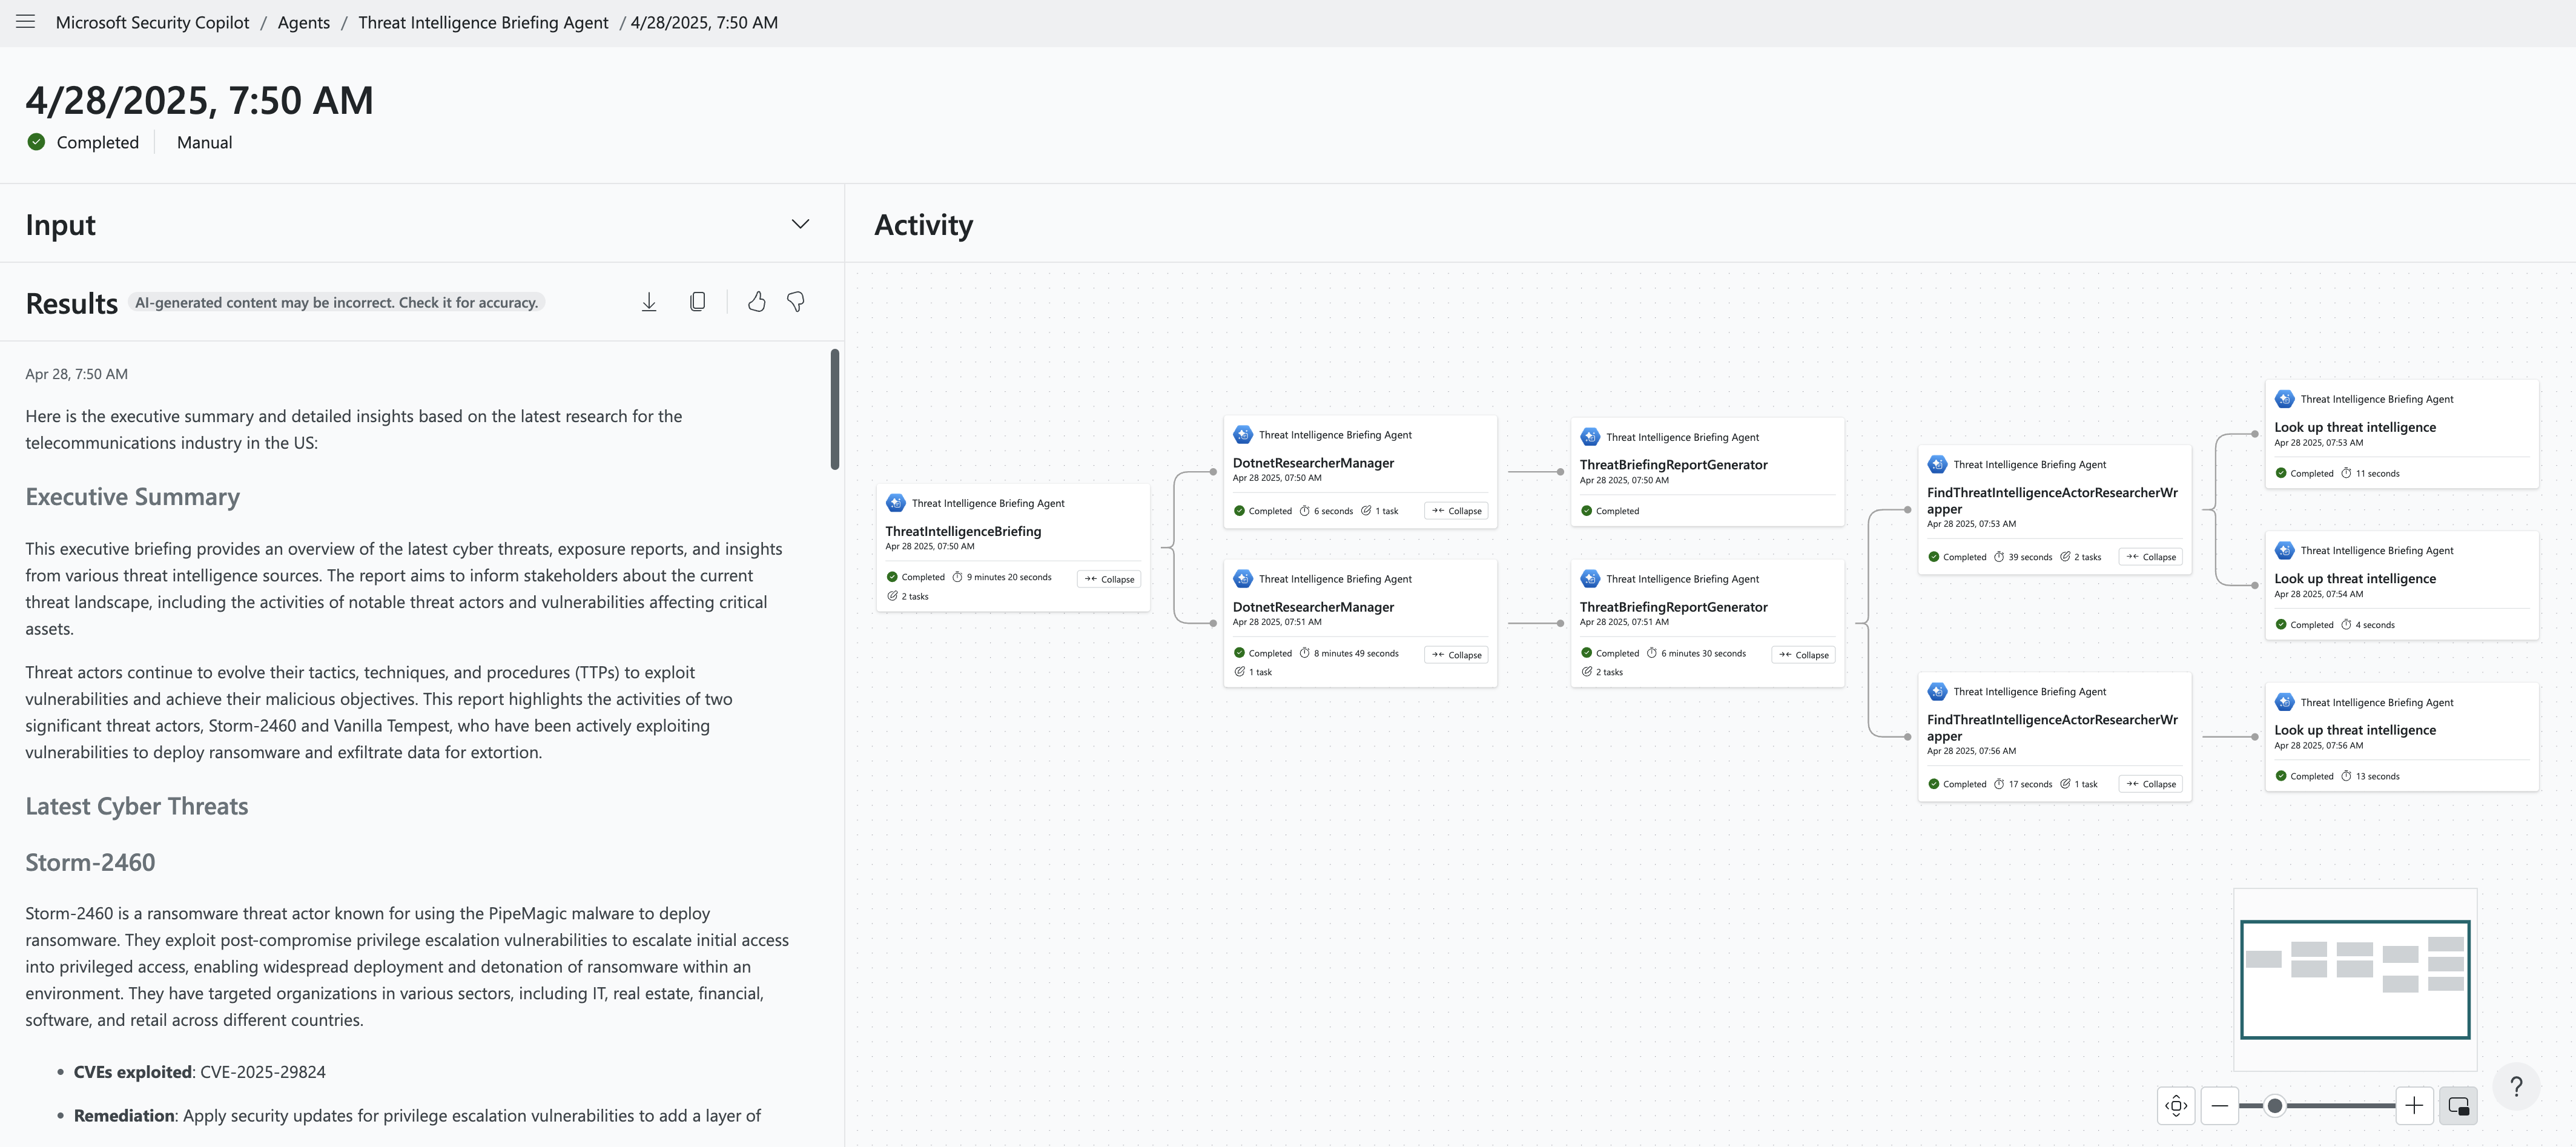 Microsoft Security Copilot / Agents / Threat Intelligence Briefing Agent / 4/28/2025, 7:50 AM
4/28/2025, 7:50 AM
Completed
Manual
Input
Results
AI-generated content may be incorrect. Check it for accuracy.
Apr 28, 7:50 AM
Here is the executive summary and detailed insights based on the latest research for the
telecommunications industry in the US:
Executive Summary
This executive briefing provides an overview of the latest cyber threats, exposure reports, and insights
from various threat intelligence sources. The report aims to inform stakeholders about the current
threat landscape, including the activities of notable threat actors and vulnerabilities affecting critical
assets.
Threat actors continue to evolve their tactics, techniques, and procedures (TTPs) to exploit
vulnerabilities and achieve their malicious objectives. This report highlights the activities of two
significant threat actors, Storm-2460 and Vanilla Tempest, who have been actively exploiting
vulnerabilities to deploy ransomware and exfiltrate data for extortion.
Latest Cyber Threats
Storm-2460
Storm-2460 is a ransomware threat actor known for using the PipeMagic malware to deploy
ransomware. They exploit post-compromise privilege escalation vulnerabilities to escalate initial access
into privileged access, enabling widespread deployment and detonation of ransomware within an
environment. They have targeted organizations in various sectors, including IT, real estate, financial,
software, and retail across different countries.
• CVEs exploited: CVE-2025-29824
• Remediation: Apply security updates for privilege escalation vulnerabilities to add a layer of
Activity
Threat Intelligence Briefing Agent
ThreatIntelligenceBriefing
Apr 28 2025, 07:50 AM
Completed 9 minutes 20 seconds
2 tasks
Collapse
Threat Intelligence Briefing Agent
DotnetResearcherManager
Apr 28 2025, 07:50 AM
Completed 6 seconds 1 task Collapse
Threat Intelligence Briefing Agent
DotnetResearcherManager
Apr 28 2025, 07:51 AM
Completed 8 minutes 49 seconds
1 task
Collapse
Threat Intelligence Briefing Agent
ThreatBriefingReportGenerator
Apr 28 2025, 07:50 AM
Completed
Threat Intelligence Briefing Agent
ThreatBriefingReportGenerator
Apr 28 2025, 07:51 AM
Completed 6 minutes 30 seconds
2 tasks
Collapse
Threat Intelligence Briefing Agent
FindThreatIntelligenceActorResearcherWr
apper
Apr 28 2025, 07:53 AM
Completed 39 seconds 2 tasks Collapse
Threat Intelligence Briefing Agent
FindThreatIntelligenceActorResearcherWr
apper
Apr 28 2025, 07:56 AM
Completed 17 seconds 1 task Collapse
Threat Intelligence Briefing Agent
Look up threat intelligence
Apr 28 2025, 07:53 AM
Completed 11 seconds
Threat Intelligence Briefing Agent
Look up threat intelligence
Apr 28 2025, 07:54 AM
Completed 4 seconds
Threat Intelligence Briefing Agent
Look up threat intelligence
Apr 28 2025, 07:56 AM
Completed 13 seconds
?